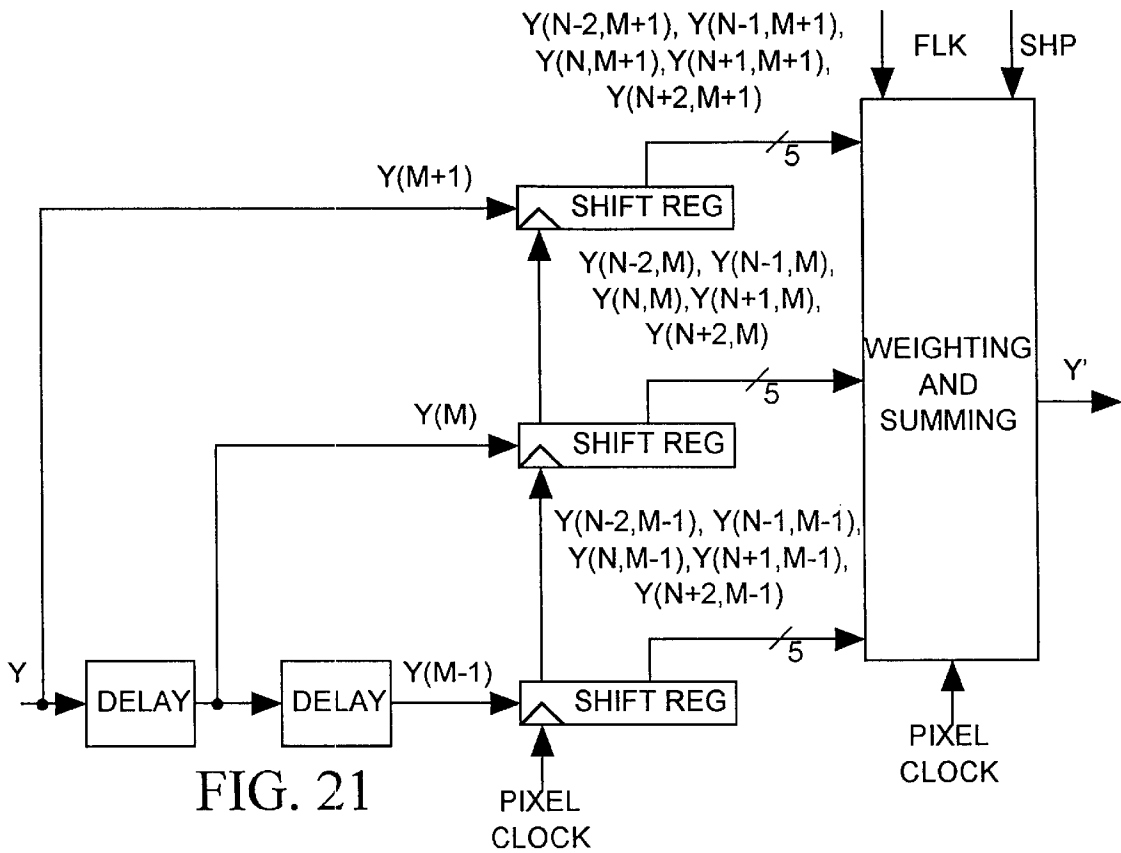 Y(N-2,M+1), Y(N-1,M+1),
Y(N,M+1),Y(N+1,M+1),
Y(N+2,M+1)
FLK
SHP
5
Y(M+1)
SHIFT REG
Y(N-2,M), Y(N-1,M),
Y(N,M),Y(N+1,M),
Y(N+2,M)
WEIGHTING
AND
SUMMING
Y'
5
Y(M)
SHIFT REG
Y(N-2,M-1), Y(N-1,M-1),
Y(N,M-1),Y(N+1,M-1),
Y(N+2,M-1)
5
Y
DELAY
DELAY
Y(M-1)
SHIFT REG
PIXEL
CLOCK
FIG. 21
PIXEL
CLOCK